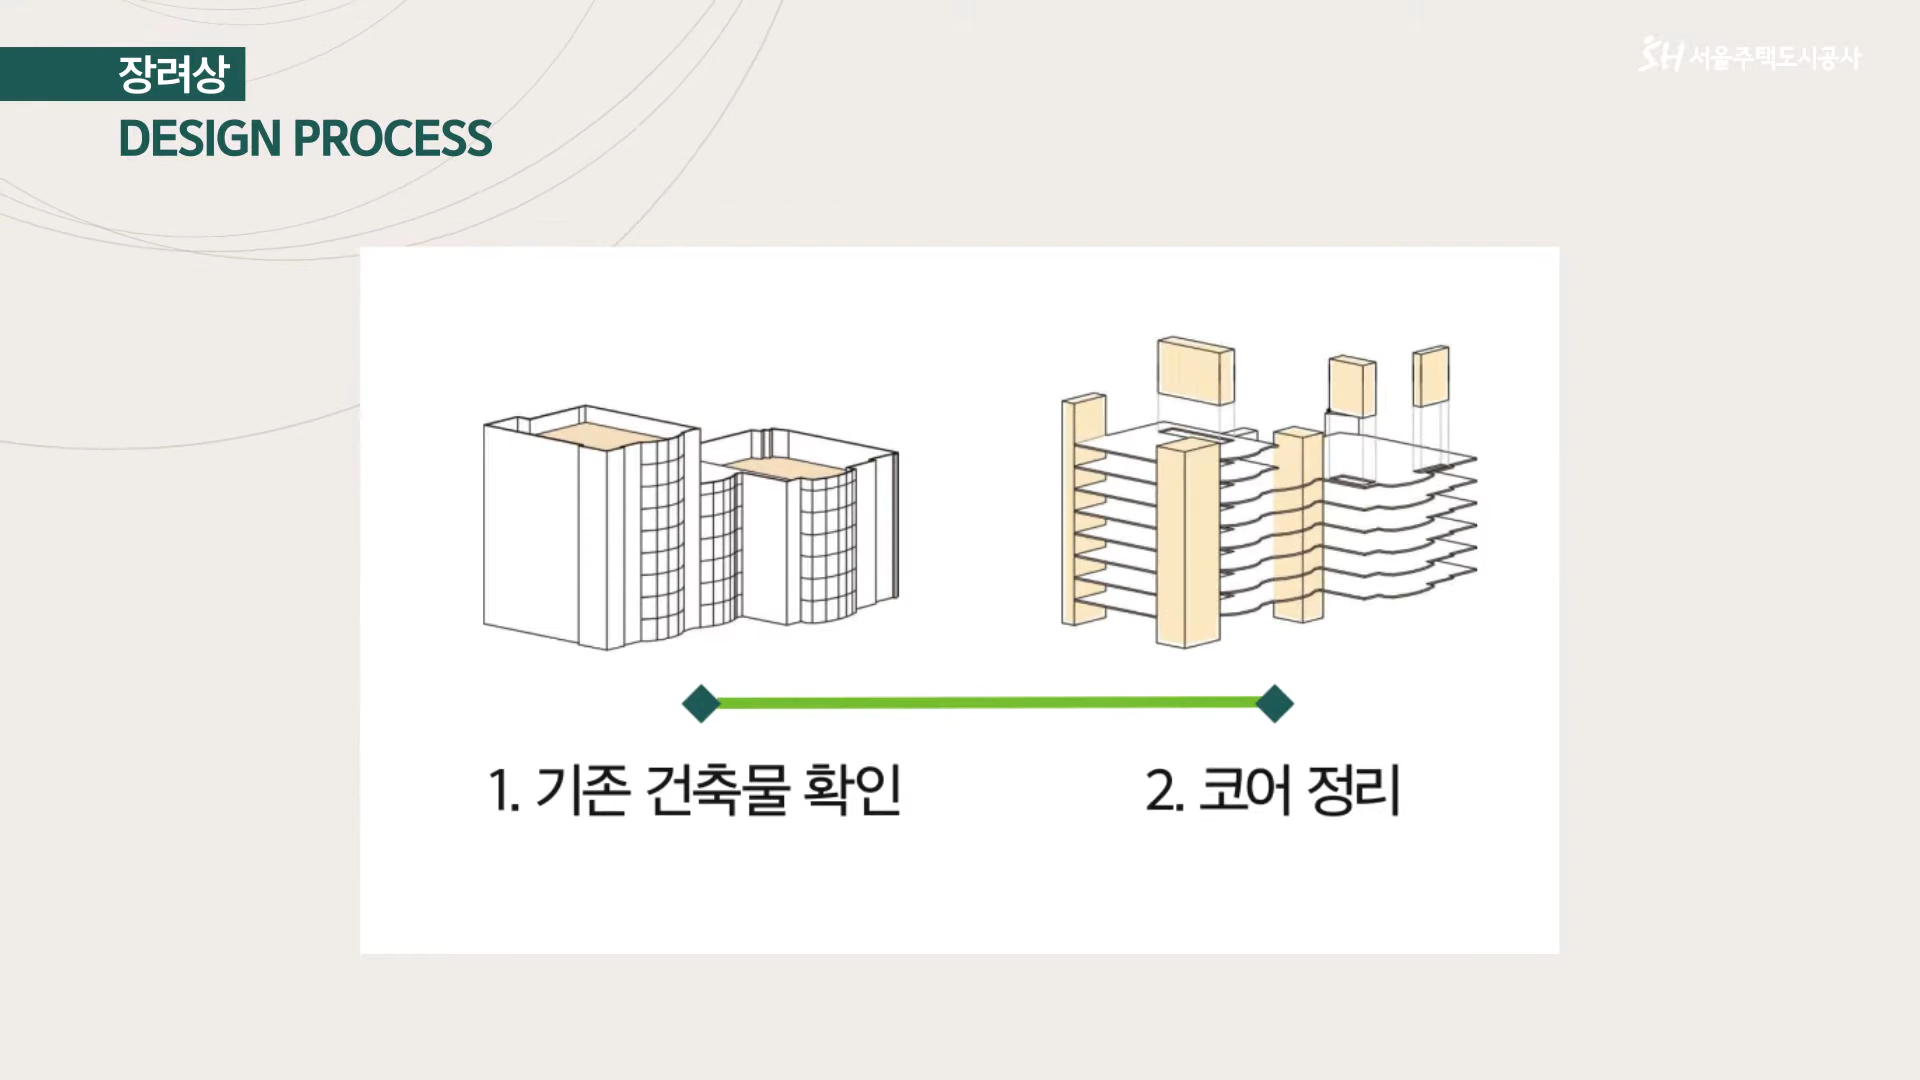 장려상
DESIGN PROCESS
SH 서울주택도시공사
1. 기존 건축물 확인
2. 코어 정리